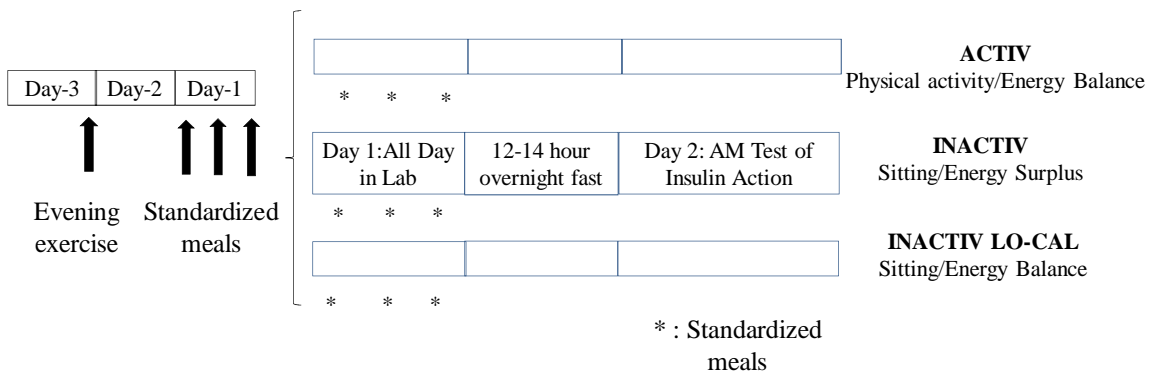 Day-3 Day-2 Day-1
Evening
exercise
Standardized
meals
* * *
ACTIV
Physical activity/Energy Balance
Day 1:All Day
in Lab
12-14 hour
overnight fast
Day 2: AM Test of
Insulin Action
* * *
INACTIV
Sitting/Energy Surplus
* * *
INACTIV LO-CAL
Sitting/Energy Balance
* : Standardized
meals